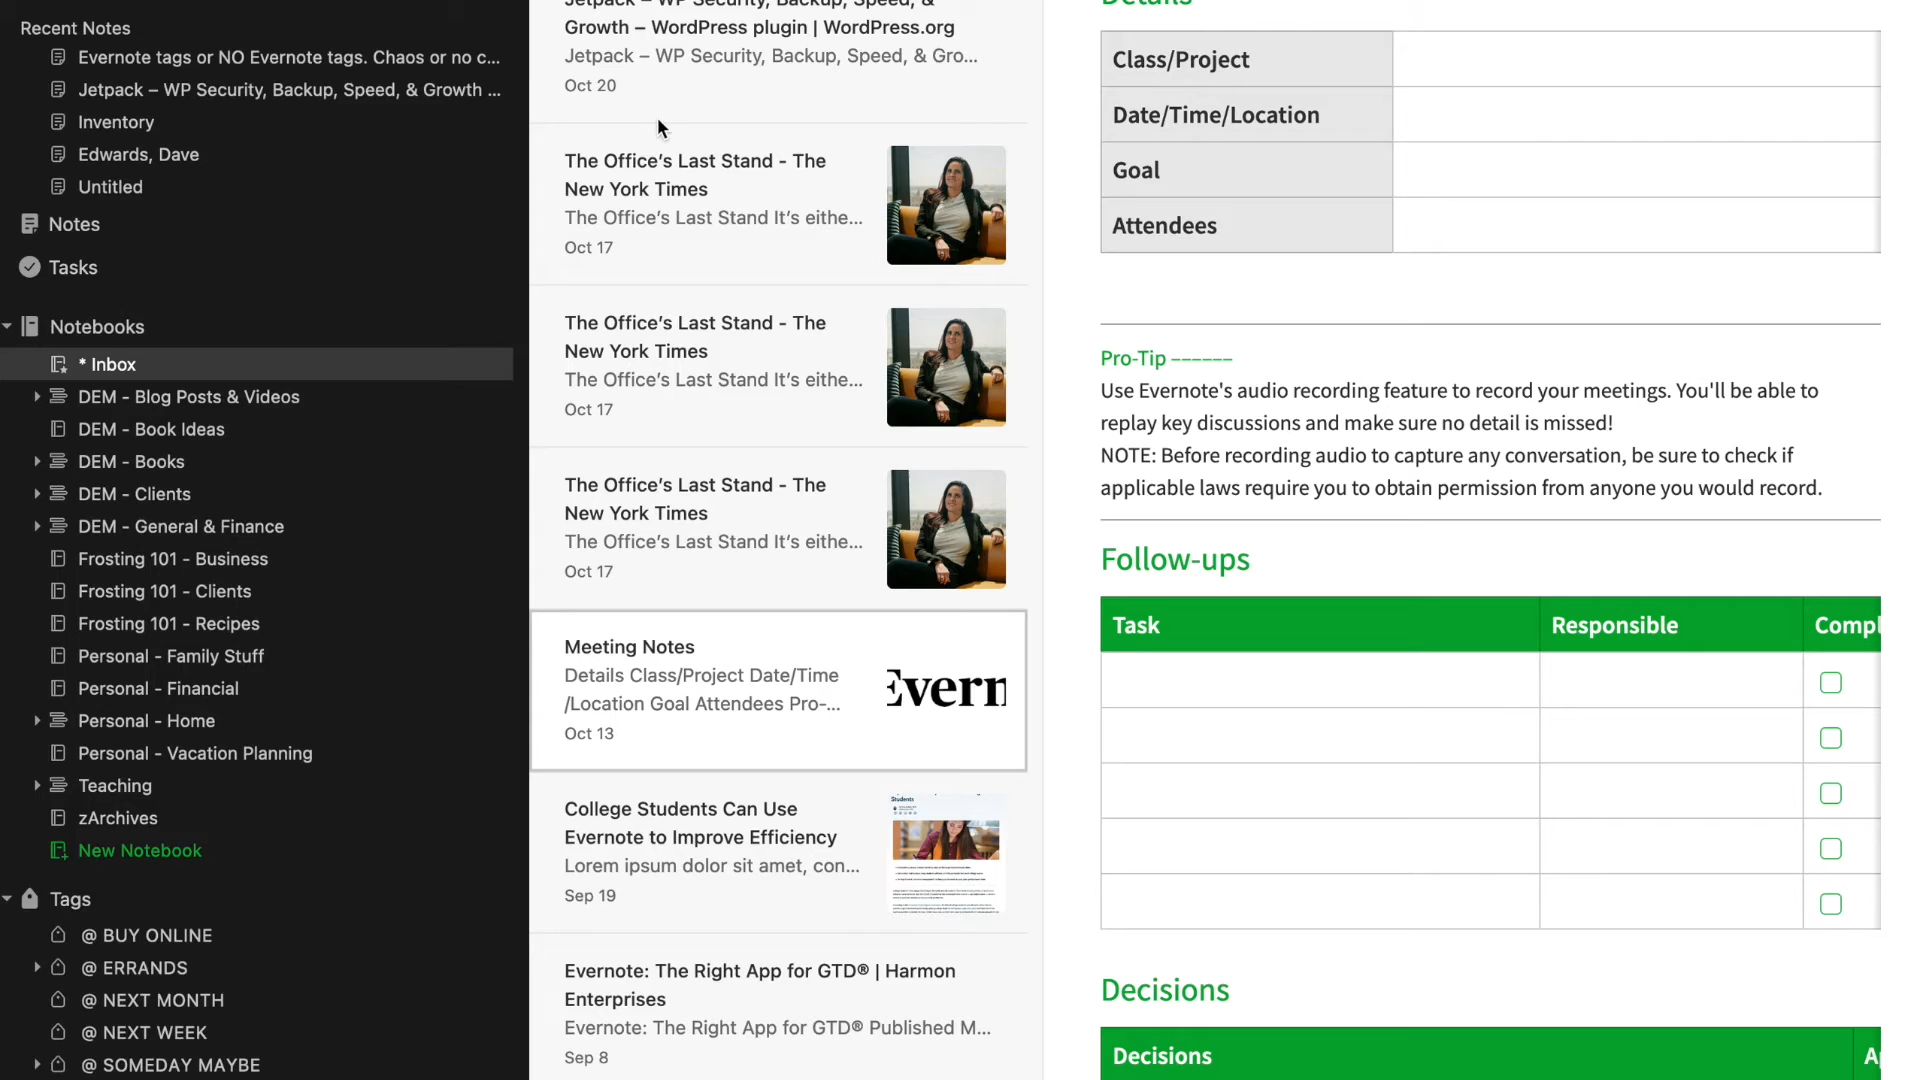 Recent Notes
Evernote tags or NO Evernote tags. Chaos or no c...
Jetpack – WP Security, Backup, Speed, & Growth ...
Inventory
Edwards, Dave
Untitled
Notes
Tasks
Notebooks
* Inbox
DEM - Blog Posts & Videos
DEM - Book Ideas
DEM - Books
DEM - Clients
DEM - General & Finance
Frosting 101 - Business
Frosting 101 - Clients
Frosting 101 - Recipes
Personal - Family Stuff
Personal - Financial
Personal - Home
Personal - Vacation Planning
Teaching
zArchives
New Notebook
Tags
@ BUY ONLINE
@ ERRANDS
@ NEXT MONTH
@ NEXT WEEK
@ SOMEDAY MAYBE
Jetpack – WP Security, Backup, Speed, &
Growth – WordPress plugin | WordPress.org
Jetpack – WP Security, Backup, Speed, & Gro...
Oct 20
The Office's Last Stand - The
New York Times
The Office's Last Stand It's eithe...
Oct 17
The Office's Last Stand - The
New York Times
The Office's Last Stand It's eithe...
Oct 17
The Office's Last Stand - The
New York Times
The Office's Last Stand It's eithe...
Oct 17
Meeting Notes
Details Class/Project Date/Time
/Location Goal Attendees Pro-...
Oct 13
Evern
College Students Can Use
Evernote to Improve Efficiency
Lorem ipsum dolor sit amet, con...
Sep 19
Students
Evernote: The Right App for GTD® | Harmon
Enterprises
Evernote: The Right App for GTD® Published M...
Sep 8
Details
Class/Project
Date/Time/Location
Goal
Attendees
Pro-Tip ––––––
Use Evernote's audio recording feature to record your meetings. You'll be able to
replay key discussions and make sure no detail is missed!
NOTE: Before recording audio to capture any conversation, be sure to check if
applicable laws require you to obtain permission from anyone you would record.
Follow-ups
Task Responsible Compl
Decisions
Decisions A